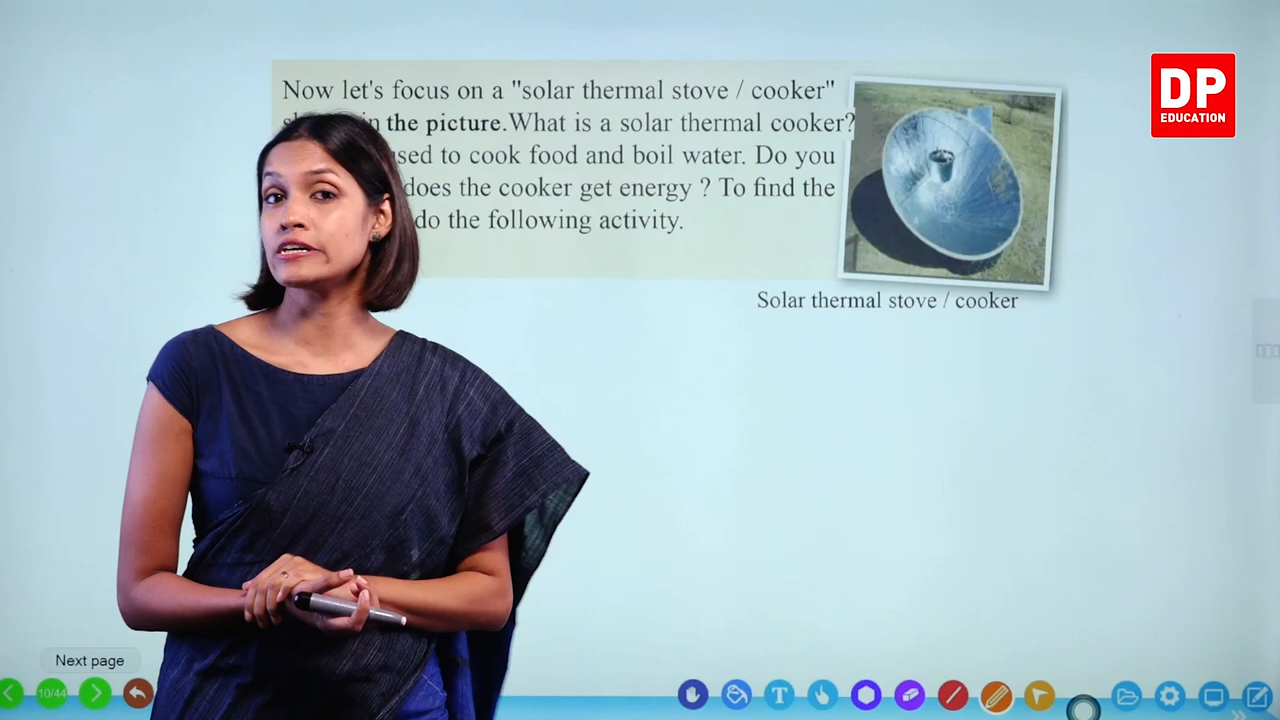 Now let's focus on a "solar thermal stove / cooker"
in the picture.What is a solar thermal cooker?
used to cook food and boil water. Do you
does the cooker get energy ? To find the
do the following activity.
Solar thermal stove / cooker
DP
EDUCATION
Next page
10/44
T